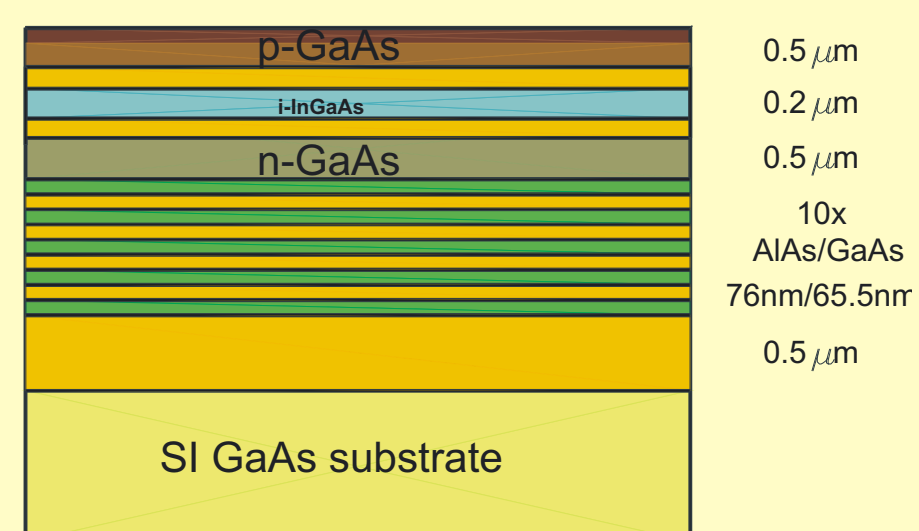 p-GaAs 0.5 μm
i-InGaAs 0.2 μm
n-GaAs 0.5 μm
10x
AlAs/GaAs
76nm/65.5nm
0.5 μm
SI GaAs substrate